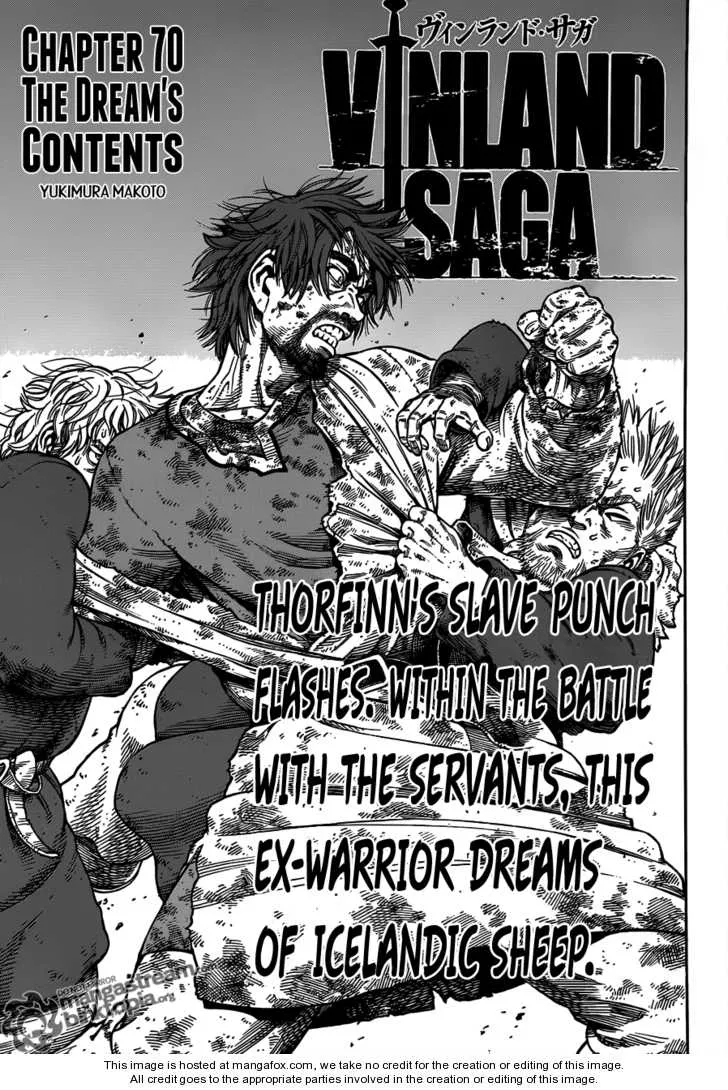 CHAPTER 70
THE DREAM'S
CONTENTS
YUKIMURA MAKOTO
ヴィンランド・サガ
VINLAND
SAGA
THORFINN'S SLAVE PUNCH
FLASHES. WITHIN THE BATTLE
WITH THE SERVANTS, THIS
EX-WARRIOR DREAMS
OF ICELANDIC SHEEP.
mangastream
baktopia.org
This image is hosted at mangafox.com, we take no credit for the creation or editing of this image.
All credit goes to the appropriate parties involved in the creation or editing of this image.